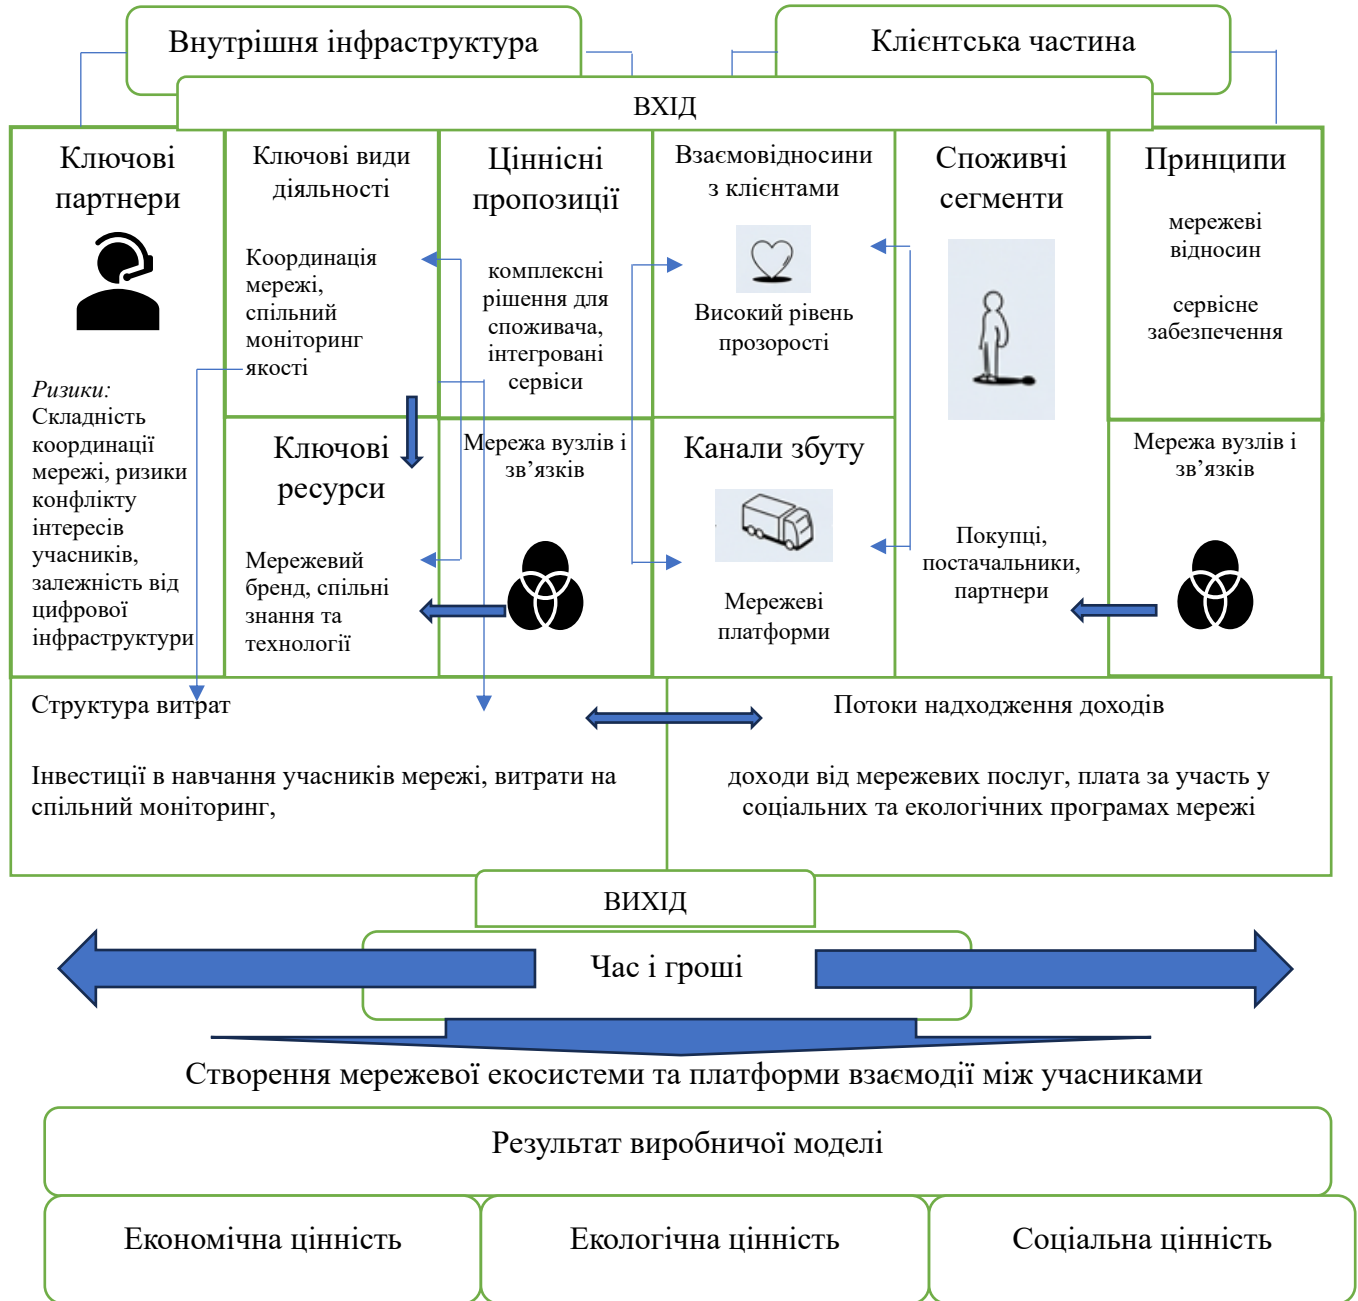 Внутрішня інфраструктура
Клієнтська частина
ВХІД
Ключові
партнери
Ризики:
Складність
координації
мережі, ризики
конфлікту
інтересів
учасників,
залежність від
цифрової
інфраструктури
Ключові види
діяльності
Координація
мережі,
спільний
моніторинг
якості
Ключові
ресурси
Мережевий
бренд, спільні
знання та
технології
Ціннісні
пропозиції
комплексні
рішення для
споживача,
інтегровані
сервіси
Мережа вузлів і
зв’язків
Взаємовідносини
з клієнтами
Високий рівень
прозорості
Канали збуту
Мережеві
платформи
Споживчі
сегменти
Покупці,
постачальники,
партнери
Принципи
мережеві
відносин
сервісне
забезпечення
Мережа вузлів і
зв’язків
Структура витрат
Інвестиції в навчання учасників мережі, витрати на
спільний моніторинг,
Потоки надходження доходів
доходи від мережевих послуг, плата за участь у
соціальних та екологічних програмах мережі
ВИХІД
Час і гроші
Створення мережевої екосистеми та платформи взаємодії між учасниками
Результат виробничої моделі
Економічна цінність
Екологічна цінність
Соціальна цінність